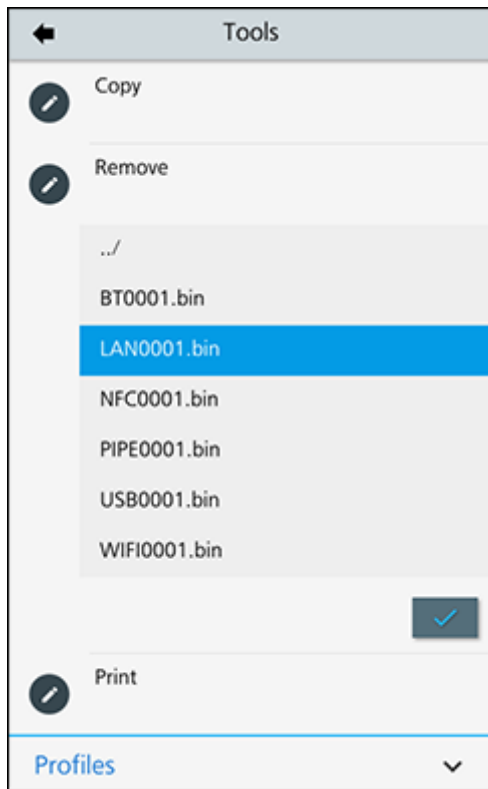 Tools
Copy
Remove
../
BT0001.bin
LAN0001.bin
NFC0001.bin
PIPE0001.bin
USB0001.bin
WIFI0001.bin
Print
Profiles